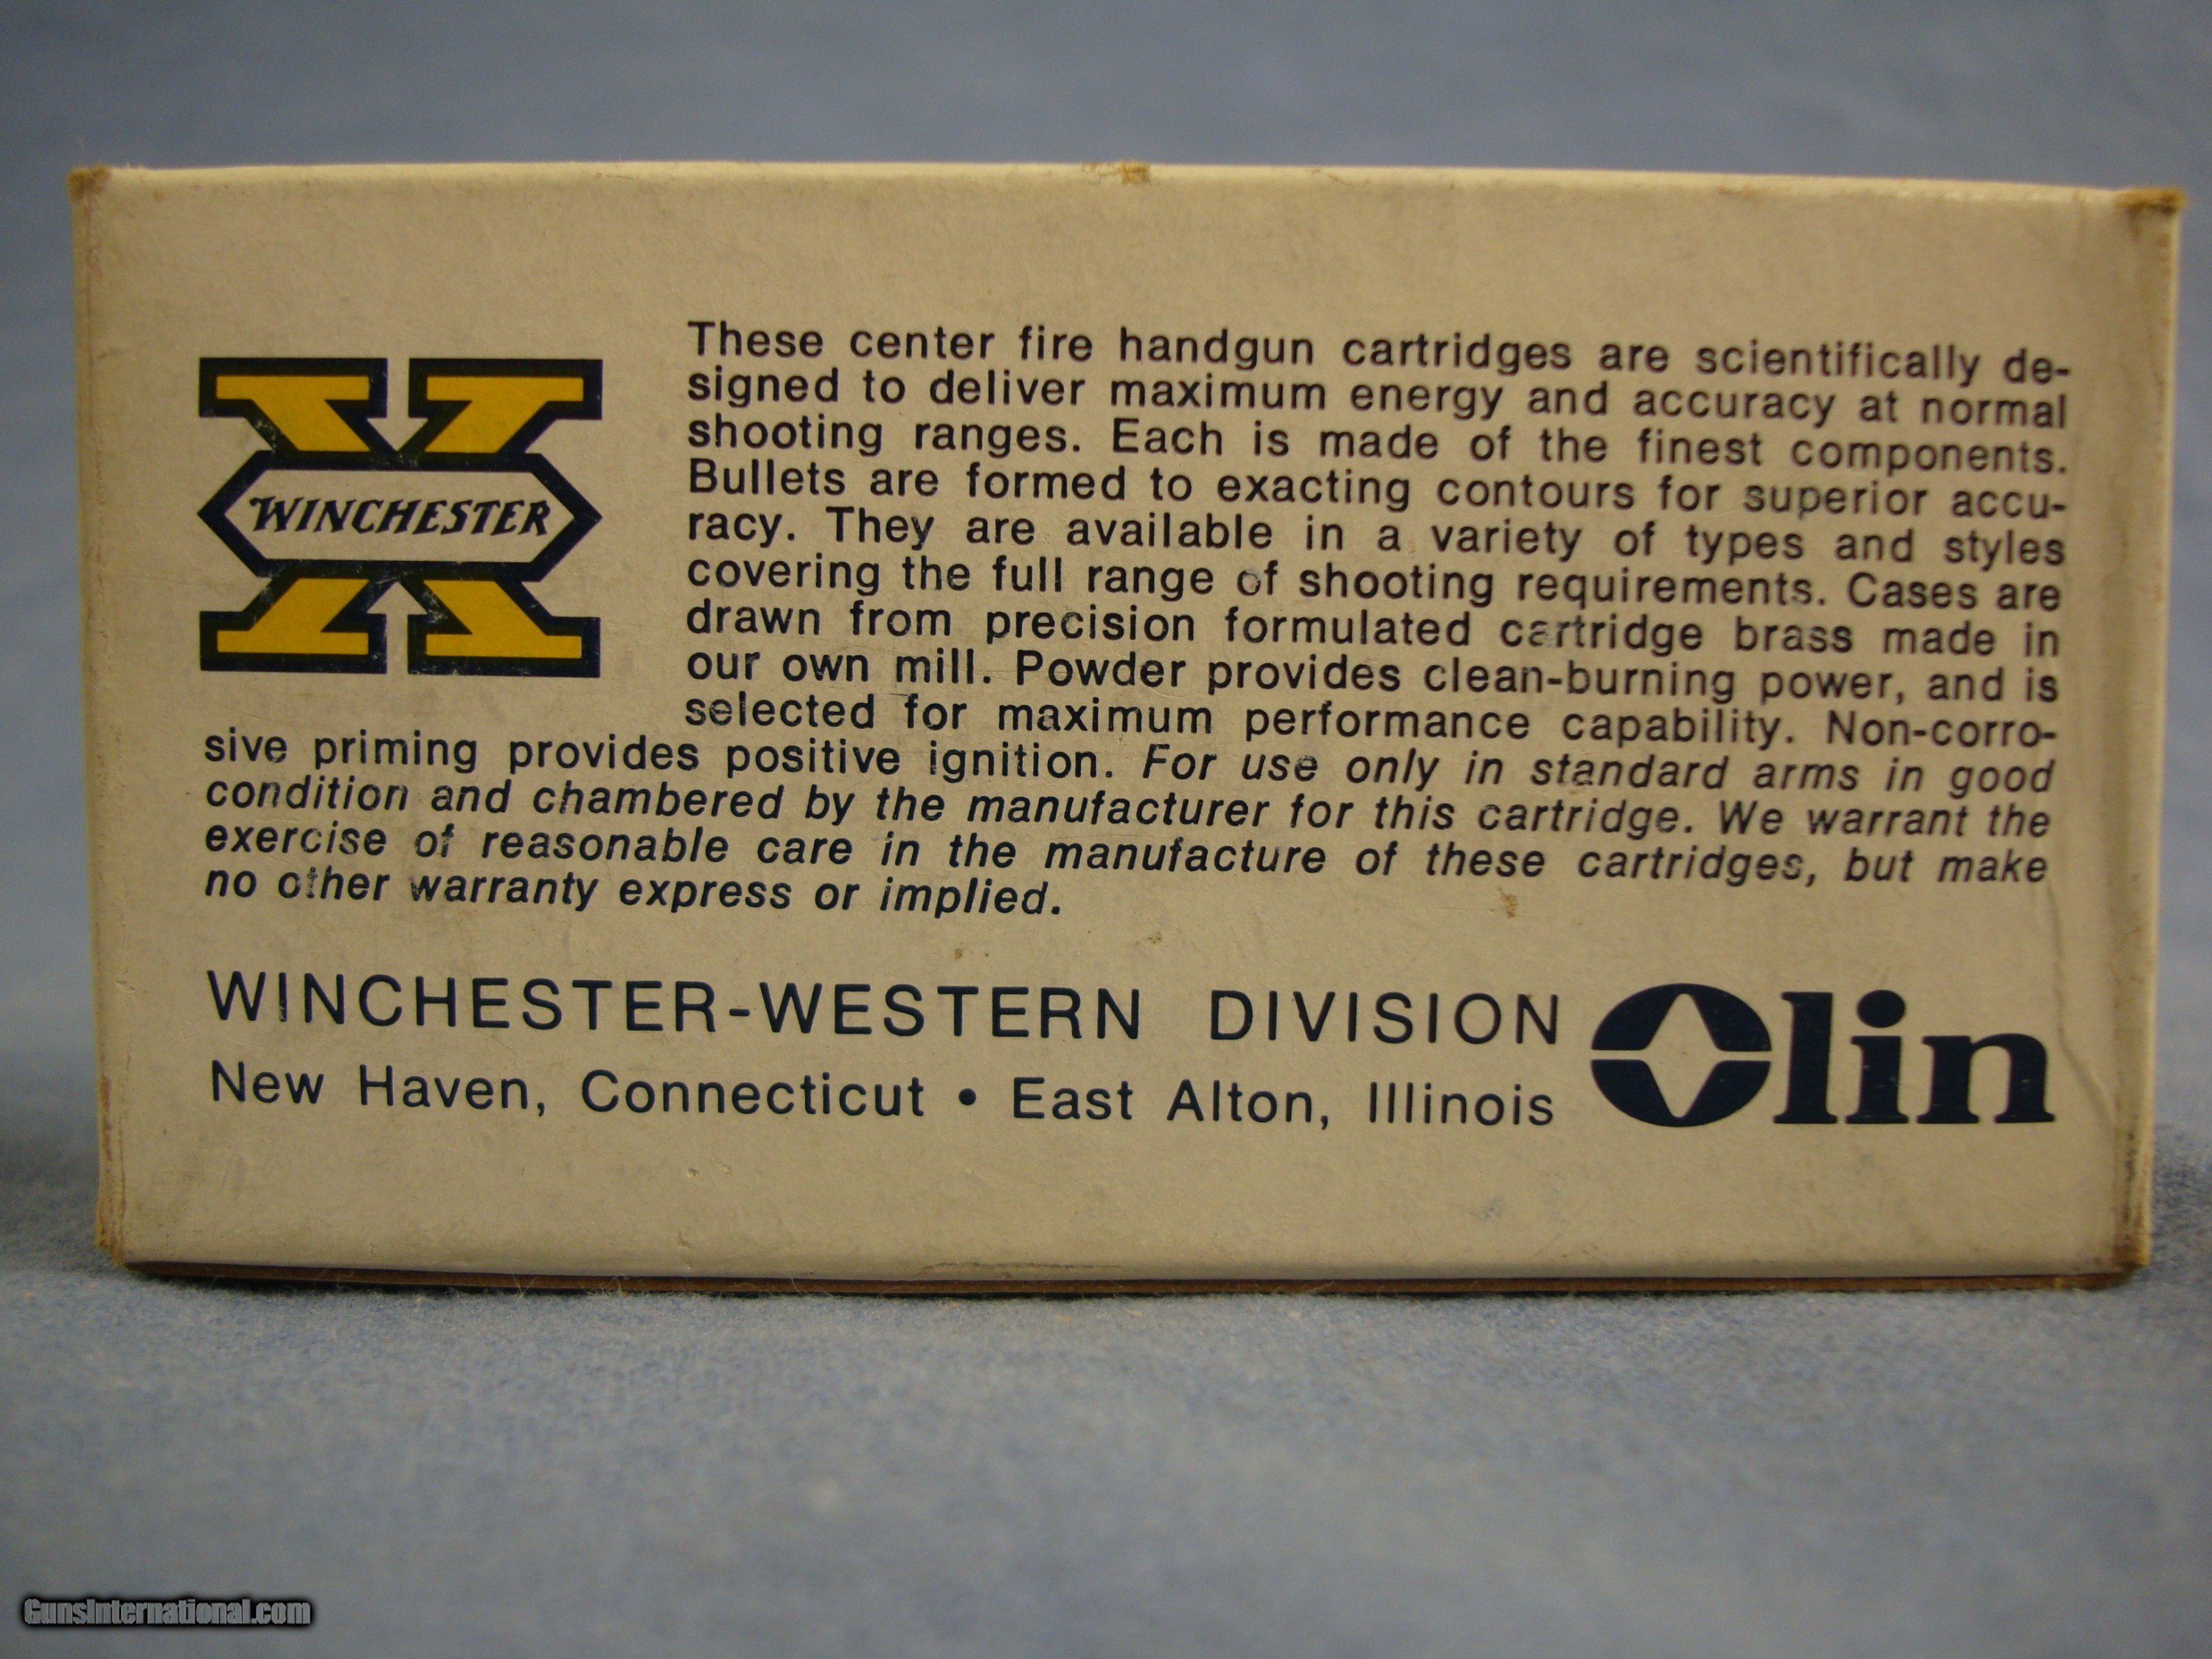 These center fire handgun cartridges are scientifically de-
signed to deliver maximum energy and accuracy at normal
shooting ranges. Each is made of the finest components.
Bullets are formed to exacting contours for superior accu-
racy. They are available in a variety of types and styles
covering the full range of shooting requirements. Cases are
drawn from precision formulated cartridge brass made in
our own mill. Powder provides clean-burning power, and is
selected for maximum performance capability. Non-corro-
sive priming provides positive ignition. For use only in standard arms in good
condition and chambered by the manufacturer for this cartridge. We warrant the
exercise of reasonable care in the manufacture of these cartridges, but make
no other warranty express or implied.
X
WINCHESTER
WINCHESTER-WESTERN DIVISION
New Haven, Connecticut • East Alton, Illinois
Olin
GunsInternational.com